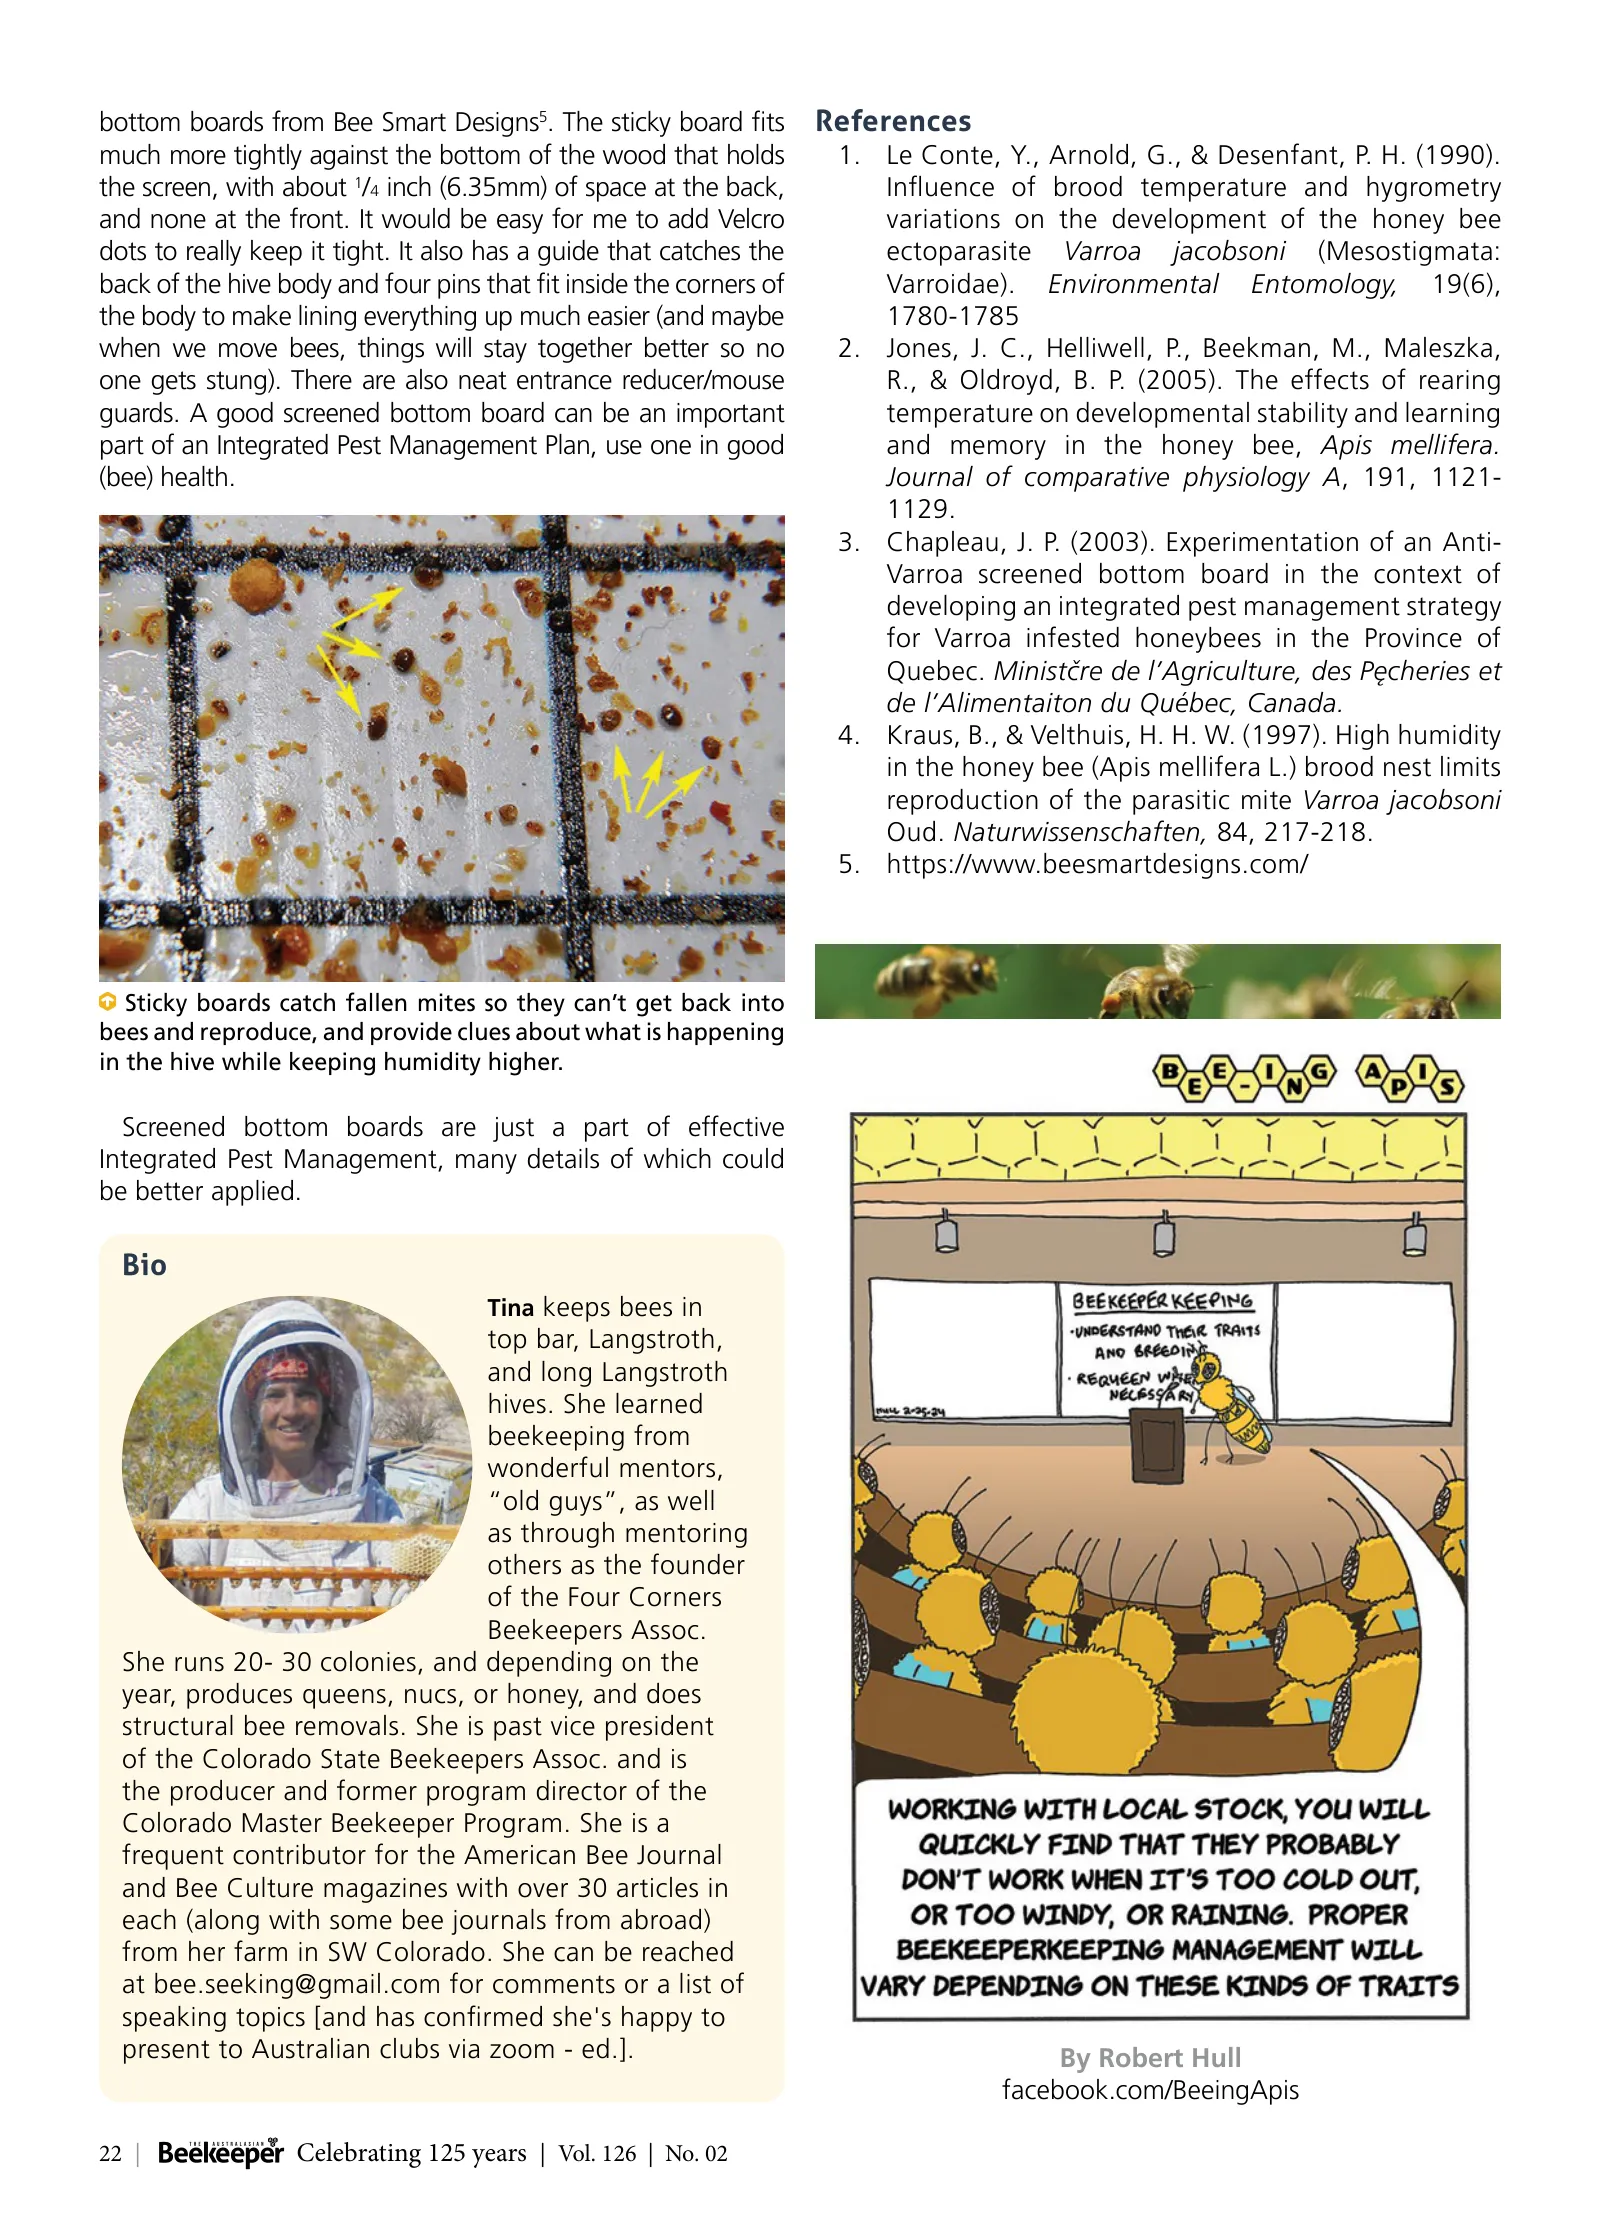 bottom boards from Bee Smart Designs⁵. The sticky board fits
much more tightly against the bottom of the wood that holds
the screen, with about ¹/₄ inch (6.35mm) of space at the back,
and none at the front. It would be easy for me to add Velcro
dots to really keep it tight. It also has a guide that catches the
back of the hive body and four pins that fit inside the corners of
the body to make lining everything up much easier (and maybe
when we move bees, things will stay together better so no
one gets stung). There are also neat entrance reducer/mouse
guards. A good screened bottom board can be an important
part of an Integrated Pest Management Plan, use one in good
(bee) health.
Sticky boards catch fallen mites so they can’t get back into
bees and reproduce, and provide clues about what is happening
in the hive while keeping humidity higher.
Screened bottom boards are just a part of effective
Integrated Pest Management, many details of which could
be better applied.
Bio
Tina keeps bees in
top bar, Langstroth,
and long Langstroth
hives. She learned
beekeeping from
wonderful mentors,
“old guys”, as well
as through mentoring
others as the founder
of the Four Corners
Beekeepers Assoc.
She runs 20- 30 colonies, and depending on the
year, produces queens, nucs, or honey, and does
structural bee removals. She is past vice president
of the Colorado State Beekeepers Assoc. and is
the producer and former program director of the
Colorado Master Beekeeper Program. She is a
frequent contributor for the American Bee Journal
and Bee Culture magazines with over 30 articles in
each (along with some bee journals from abroad)
from her farm in SW Colorado. She can be reached
at bee.seeking@gmail.com for comments or a list of
speaking topics [and has confirmed she's happy to
present to Australian clubs via zoom - ed.].
References
1. Le Conte, Y., Arnold, G., & Desenfant, P. H. (1990).
Influence of brood temperature and hygrometry
variations on the development of the honey bee
ectoparasite Varroa jacobsoni (Mesostigmata:
Varroidae). Environmental Entomology, 19(6),
1780-1785
2. Jones, J. C., Helliwell, P., Beekman, M., Maleszka,
R., & Oldroyd, B. P. (2005). The effects of rearing
temperature on developmental stability and learning
and memory in the honey bee, Apis mellifera.
Journal of comparative physiology A, 191, 1121-
1129.
3. Chapleau, J. P. (2003). Experimentation of an Anti-
Varroa screened bottom board in the context of
developing an integrated pest management strategy
for Varroa infested honeybees in the Province of
Quebec. Ministčre de l’Agriculture, des Pęcheries et
de l’Alimentaiton du Québec, Canada.
4. Kraus, B., & Velthuis, H. H. W. (1997). High humidity
in the honey bee (Apis mellifera L.) brood nest limits
reproduction of the parasitic mite Varroa jacobsoni
Oud. Naturwissenschaften, 84, 217-218.
5. https://www.beesmartdesigns.com/
BEE-ING APIS
BEEKEEPER KEEPING
·UNDERSTAND THEIR TRAITS
AND BREEDING
· REQUEEN WHEN
NECESSARY
HULL 2-25-24
WORKING WITH LOCAL STOCK, YOU WILL
QUICKLY FIND THAT THEY PROBABLY
DON'T WORK WHEN IT'S TOO COLD OUT,
OR TOO WINDY, OR RAINING. PROPER
BEEKEEPERKEEPING MANAGEMENT WILL
VARY DEPENDING ON THESE KINDS OF TRAITS
By Robert Hull
facebook.com/BeeingApis
22 | THE AUSTRALASIAN Beekeeper Celebrating 125 years | Vol. 126 | No. 02